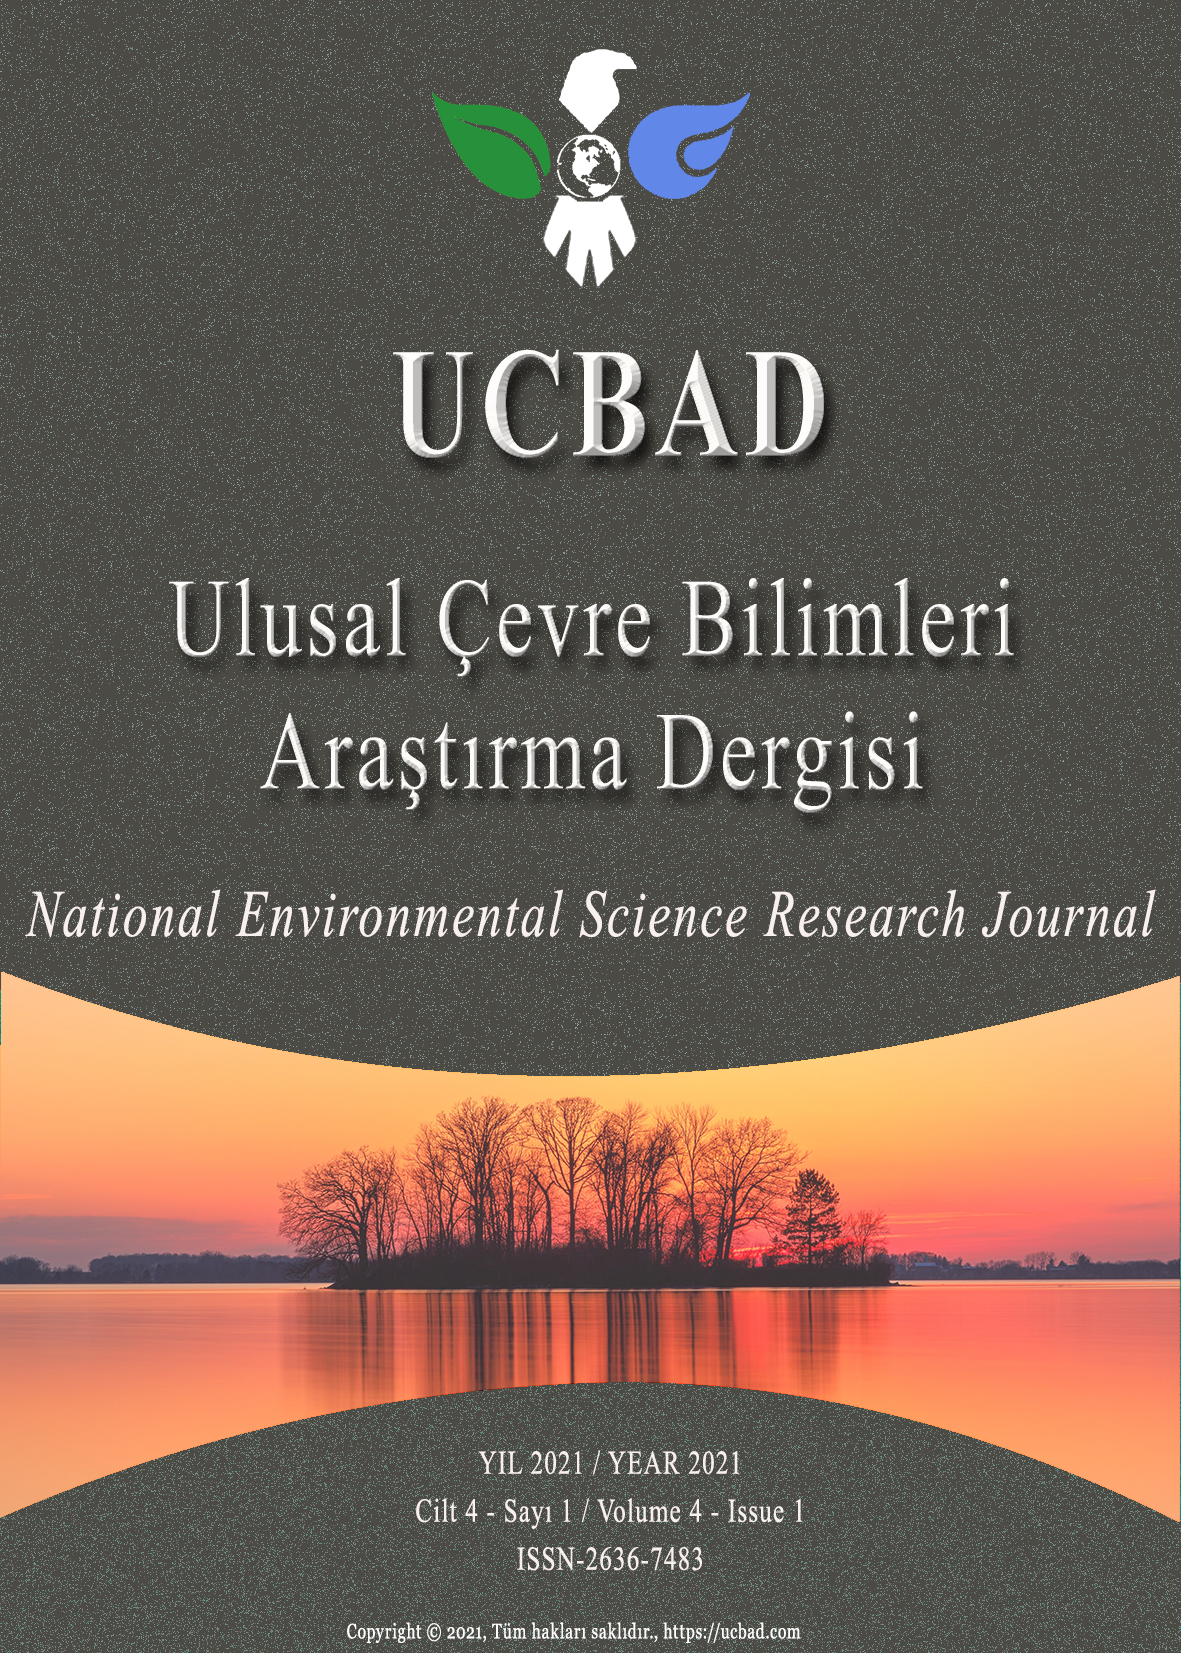 UCBAD
Ulusal Çevre Bilimleri
Araştırma Dergisi
National Environmental Science Research Journal
YIL 2021 / YEAR 2021
Cilt 4 - Sayı 1 / Volume 4 - Issue 1
ISSN-2636-7483
Copyright © 2021, Tüm hakları saklıdır., https://ucbad.com